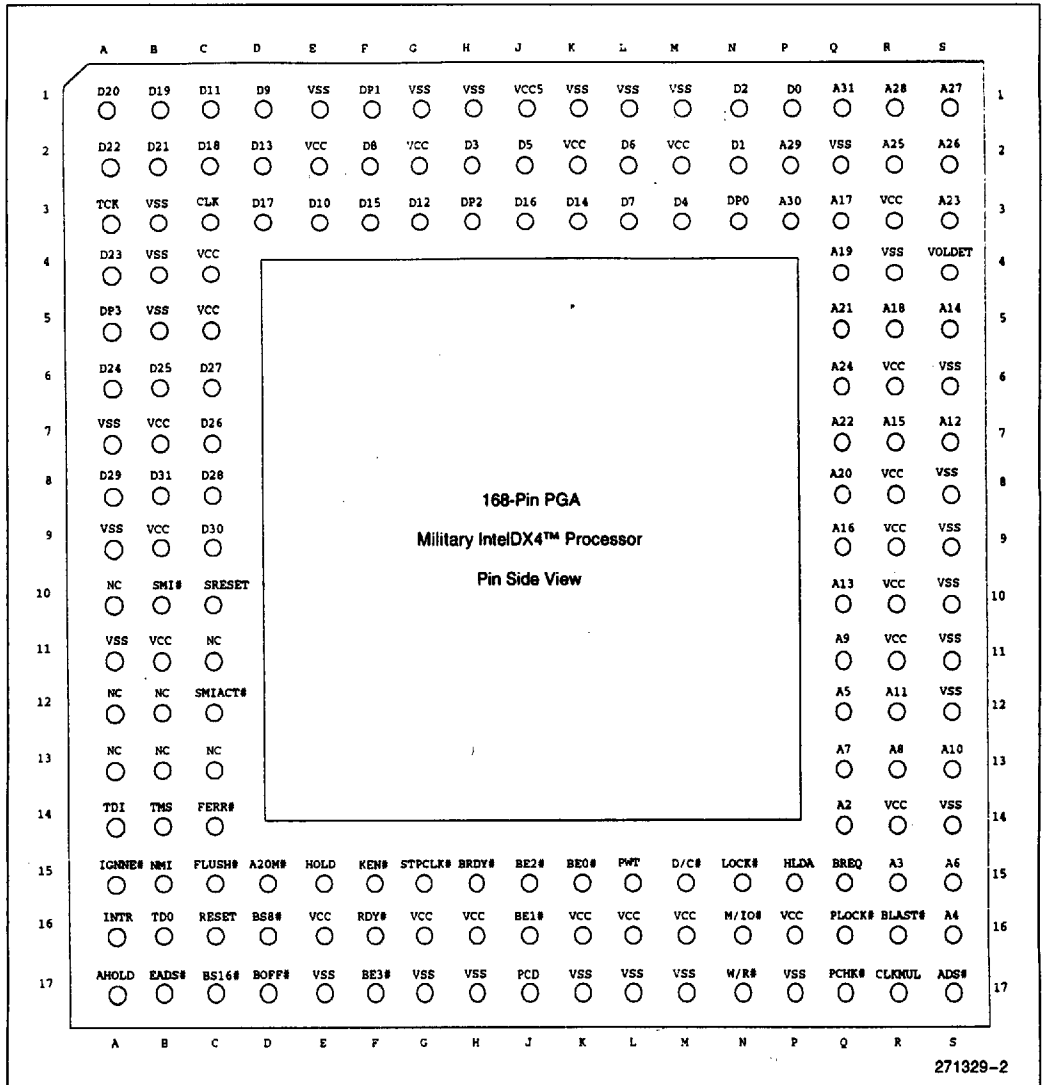 A B C D E F G H J K L M N P Q R S
D20 D19 D11 D9 VSS DP1 VSS VSS VCC5 VSS VSS VSS D2 D0 A31 A28 A27
1 1
D22 D21 D18 D13 VCC D8 VCC D3 D5 VCC D6 VCC D1 A29 VSS A25 A26
2 2
TCK VSS CLK D17 D10 D15 D12 DP2 D16 D14 D7 D4 DP0 A30 A17 VCC A23
3 3
D23 VSS VCC A19 VSS VOLDET
4 4
DP3 VSS VCC A21 A18 A14
5 5
D24 D25 D27 A24 VCC VSS
6 6
VSS VCC D26 A22 A15 A12
7 7
D29 D31 D28 A20 VCC VSS
8 8
168-Pin PGA
VSS VCC D30 A16 VCC VSS
9 9
Military IntelDX4™ Processor
Pin Side View
NC SMI# SRESET A13 VCC VSS
10 10
VSS VCC NC A9 VCC VSS
11 11
NC NC SMIACT# A5 A11 VSS
12 12
NC NC NC A7 A8 A10
13 13
TDI TMS FERR# A2 VCC VSS
14 14
IGNNE# NMI FLUSH# A20M# HOLD KEN# STPCLK# BRDY# BE2# BE0# PWT D/C# LOCK# HLDA BREQ A3 A6
15 15
INTR TDO RESET BS8# VCC RDY# VCC VCC BE1# VCC VCC VCC M/IO# VCC PLOCK# BLAST# A4
16 16
AHOLD EADS# BS16# BOFF# VSS BE3# VSS VSS PCD VSS VSS VSS W/R# VSS PCHK# CLKMUL ADS#
17 17
A B C D E F G H J K L M N P Q R S
271329-2